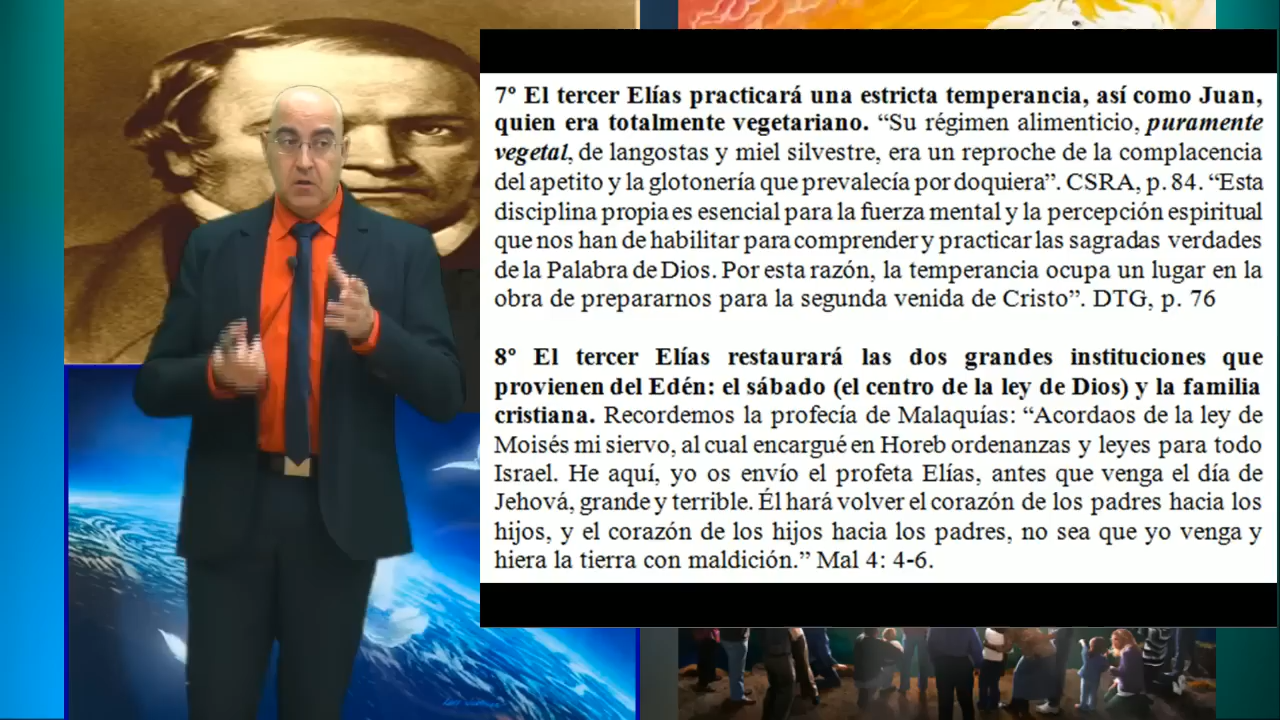 7º El tercer Elías practicará una estricta temperancia, así como Juan,
quien era totalmente vegetariano. “Su régimen alimenticio, puramente
vegetal, de langostas y miel silvestre, era un reproche de la complacencia
del apetito y la glotonería que prevalecía por doquiera”. CSRA, p. 84. “Esta
disciplina propia es esencial para la fuerza mental y la percepción espiritual
que nos han de habilitar para comprender y practicar las sagradas verdades
de la Palabra de Dios. Por esta razón, la temperancia ocupa un lugar en la
obra de prepararnos para la segunda venida de Cristo”. DTG, p. 76
8º El tercer Elías restaurará las dos grandes instituciones que
provienen del Edén: el sábado (el centro de la ley de Dios) y la familia
cristiana. Recordemos la profecía de Malaquías: “Acordaos de la ley de
Moisés mi siervo, al cual encargué en Horeb ordenanzas y leyes para todo
Israel. He aquí, yo os envío el profeta Elías, antes que venga el día de
Jehová, grande y terrible. Él hará volver el corazón de los padres hacia los
hijos, y el corazón de los hijos hacia los padres, no sea que yo venga y
hiera la tierra con maldición.” Mal 4: 4-6.